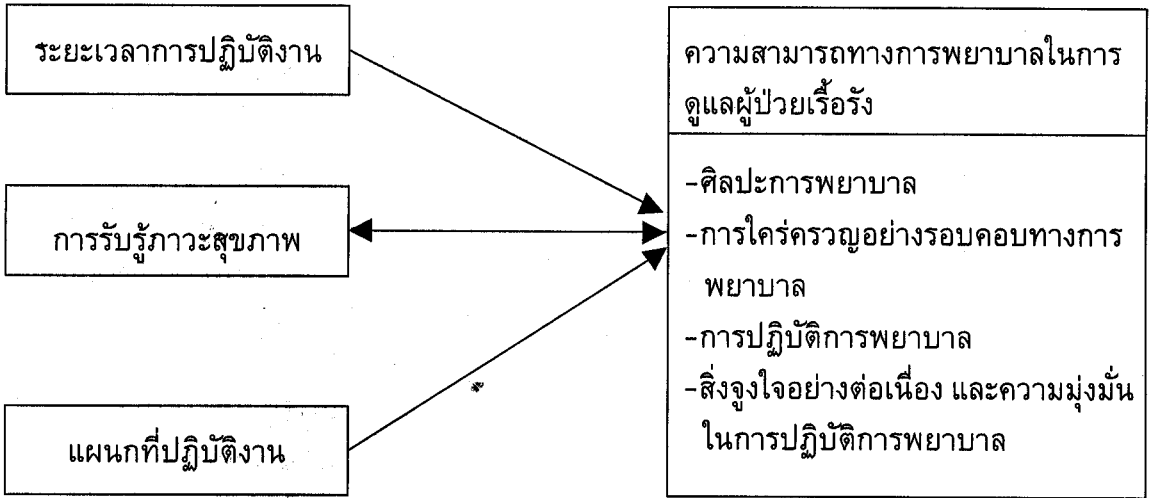 ระยะเวลาการปฏิบัติงาน
การรับรู้ภาวะสุขภาพ
แผนกที่ปฏิบัติงาน
ความสามารถทางการพยาบาลในการ
ดูแลผู้ป่วยเรื้อรัง
-ศิลปะการพยาบาล
-การใคร่ครวญอย่างรอบคอบทางการ
พยาบาล
-การปฏิบัติการพยาบาล
-สิ่งจูงใจอย่างต่อเนื่อง และความมุ่งมั่น
ในการปฏิบัติการพยาบาล